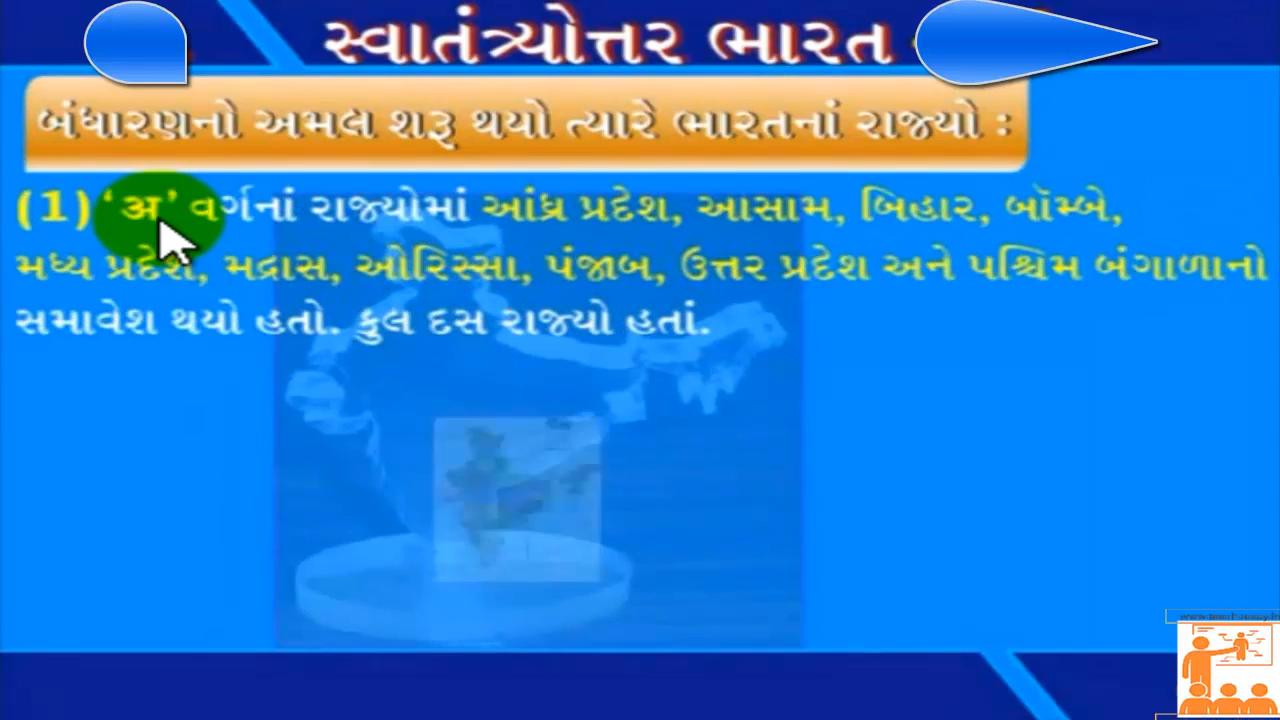 સ્વાતંત્ર્યોત્તર ભારત
બંધારણનો અમલ શરૂ થયો ત્યારે ભારતનાં રાજ્યો :
(1) ‘અ’ વર્ગનાં રાજ્યોમાં આંધ્ર પ્રદેશ, આસામ, બિહાર, બૉમ્બે,
મધ્ય પ્રદેશ, મદ્રાસ, ઓરિસ્સા, પંજાબ, ઉત્તર પ્રદેશ અને પશ્ચિમ બંગાળાનો
સમાવેશ થયો હતો. કુલ દસ રાજ્યો હતાં.